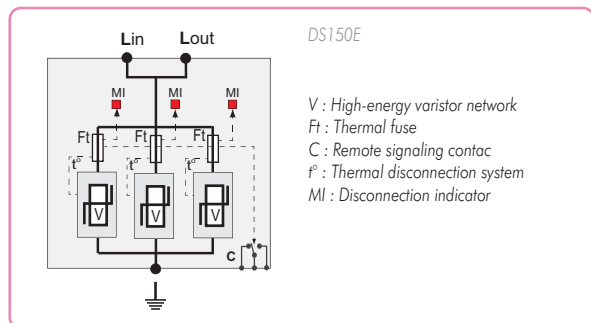 Lin Lout
DS150E
MI MI MI
V : High-energy varistor network
Ft : Thermal fuse
C : Remote signaling contac
t° : Thermal disconnection system
MI : Disconnection indicator
Ft Ft Ft
t° t° t°
V V V
C